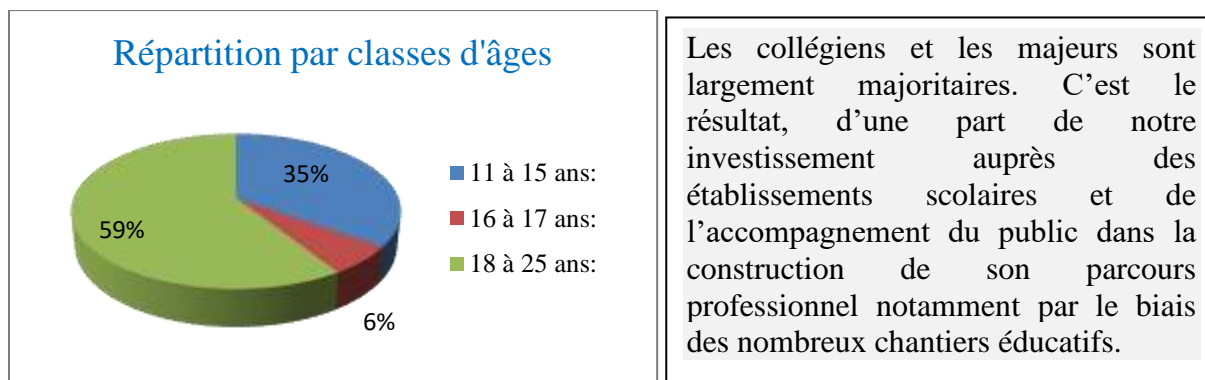 Répartition par classes d'âges
35%
59%
6%
11 à 15 ans:
16 à 17 ans:
18 à 25 ans:
Les collégiens et les majeurs sont
largement majoritaires. C’est le
résultat, d’une part de notre
investissement auprès des
établissements scolaires et de
l’accompagnement du public dans la
construction de son parcours
professionnel notamment par le biais
des nombreux chantiers éducatifs.